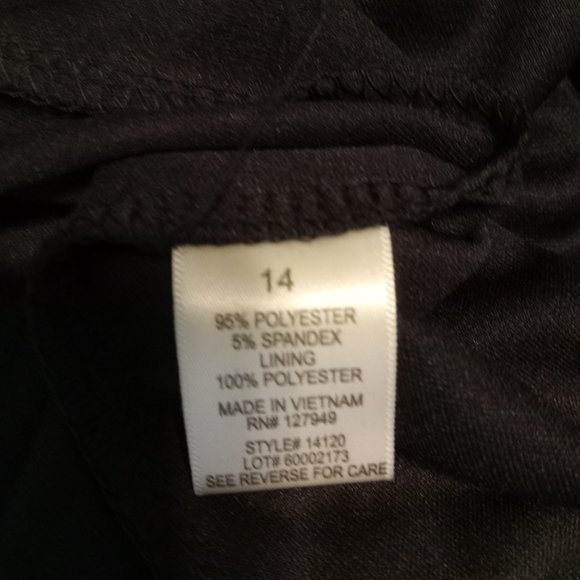 14
95% POLYESTER
5% SPANDEX
LINING
100% POLYESTER
MADE IN VIETNAM
RN# 127949
STYLE# 14120
LOT# 60002173
SEE REVERSE FOR CARE